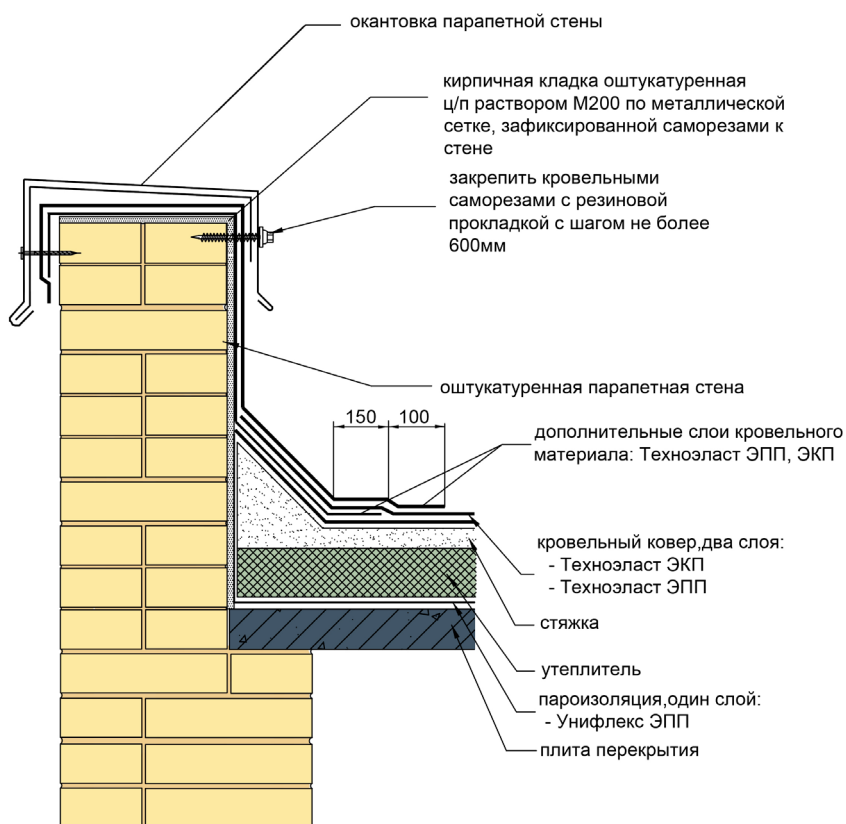 окантовка парапетной стены
кирпичная кладка оштукатуренная
ц/п раствором М200 по металлической
сетке, зафиксированной саморезами к
стене
закрепить кровельными
саморезами с резиновой
прокладкой с шагом не более
600мм
оштукатуренная парапетная стена
150 100
дополнительные слои кровельного
материала: Техноэласт ЭПП, ЭКП
кровельный ковер,два слоя:
- Техноэласт ЭКП
- Техноэласт ЭПП
стяжка
утеплитель
пароизоляция,один слой:
- Унифлекс ЭПП
плита перекрытия